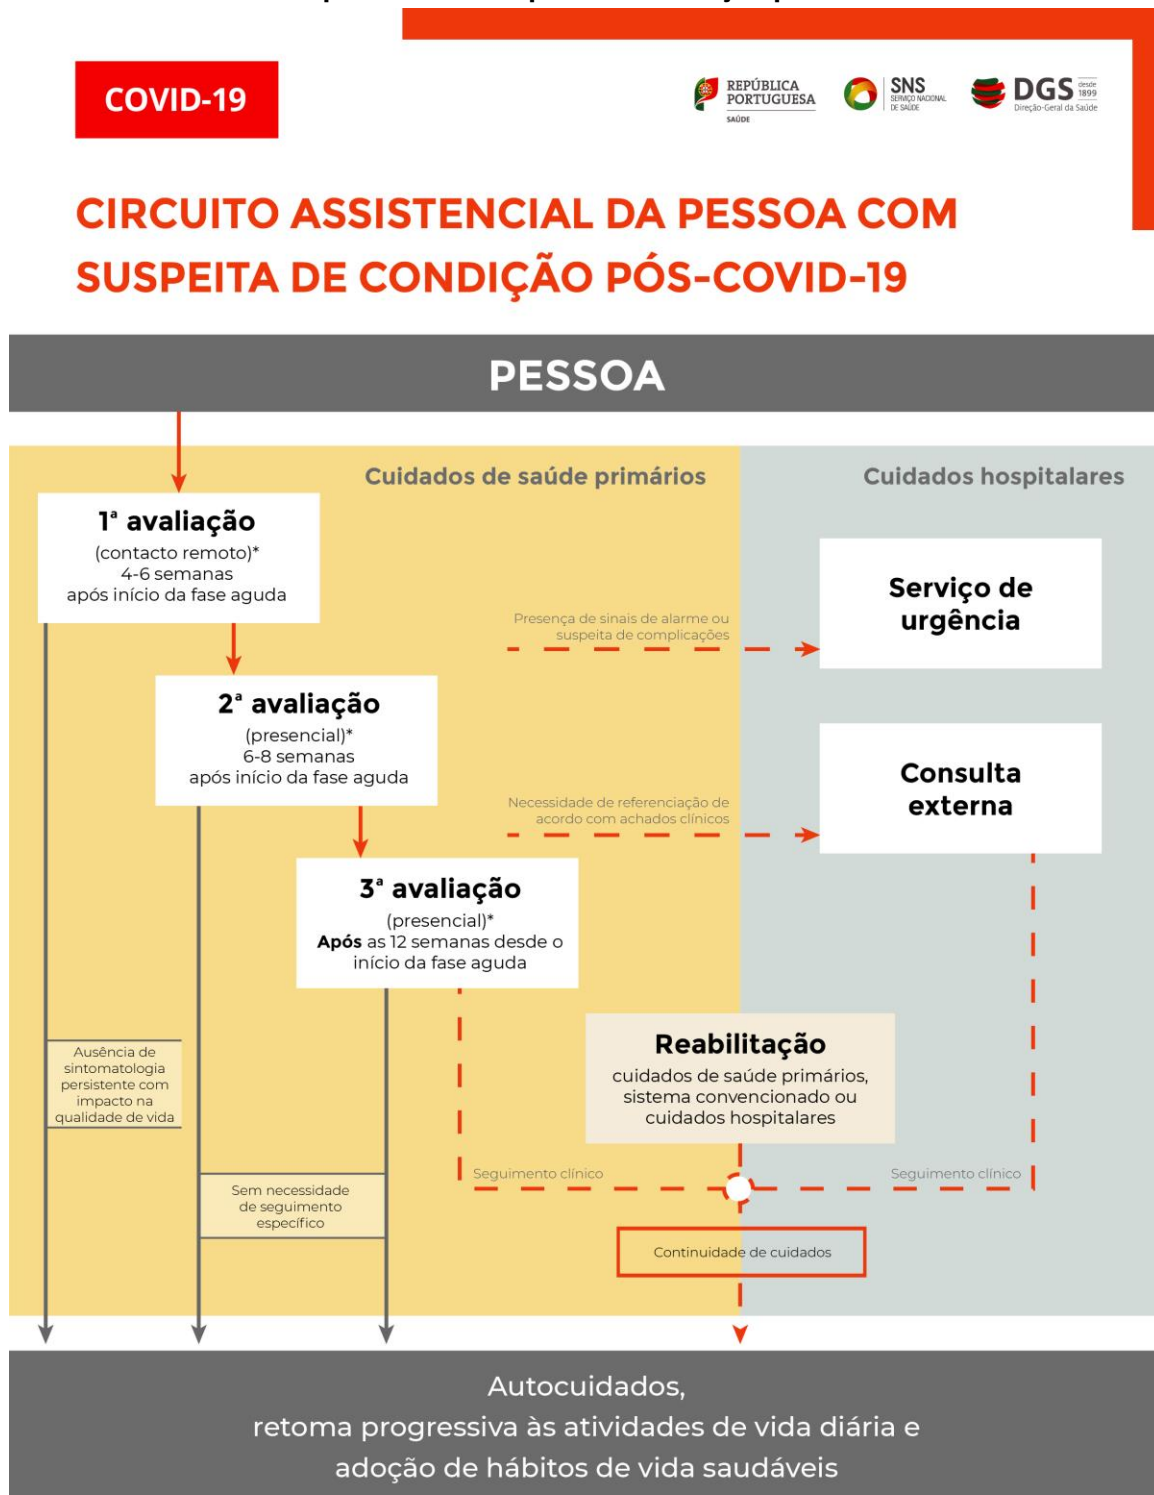 COVID-19
REPÚBLICA
PORTUGUESA
SAÚDE
SNS
SERVIÇO NACIONAL
DE SAÚDE
DGS desde
1899
Direção-Geral da Saúde
CIRCUITO ASSISTENCIAL DA PESSOA COM
SUSPEITA DE CONDIÇÃO PÓS-COVID-19
PESSOA
Cuidados de saúde primários
Cuidados hospitalares
1ª avaliação
(contacto remoto)*
4-6 semanas
após início da fase aguda
Presença de sinais de alarme ou
suspeita de complicações
Serviço de
urgência
2ª avaliação
(presencial)*
6-8 semanas
após início da fase aguda
Necessidade de referenciação de
acordo com achados clínicos
Consulta
externa
3ª avaliação
(presencial)*
Após as 12 semanas desde o
início da fase aguda
Ausência de
sintomatologia
persistente com
impacto na
qualidade de vida
Reabilitação
cuidados de saúde primários,
sistema convencionado ou
cuidados hospitalares
Seguimento clínico
Seguimento clínico
Sem necessidade
de seguimento
específico
Continuidade de cuidados
Autocuidados,
retoma progressiva às atividades de vida diária e
adoção de hábitos de vida saudáveis